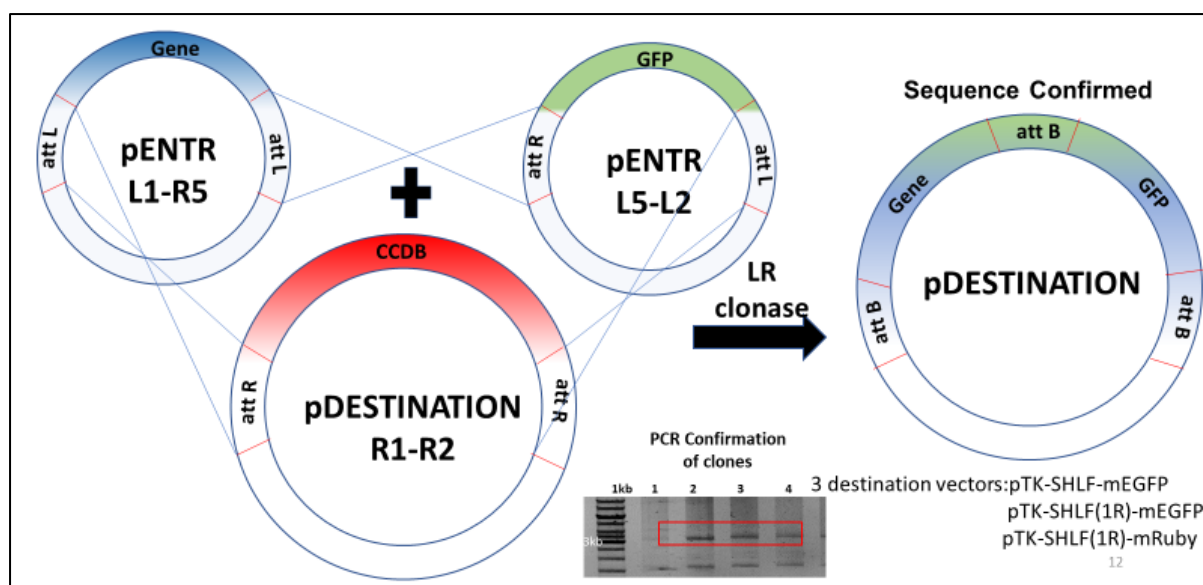 Gene
att L
att L
pENTR
L1-R5
GFP
att R
att L
pENTR
L5-L2
CCDB
att R
att R
pDESTINATION
R1-R2
LR
clonase
Sequence Confirmed
att B
Gene
GFP
att B
att B
pDESTINATION
PCR Confirmation
of clones
1kb 1 2 3 4
3kb
3 destination vectors:pTK-SHLF-mEGFP
pTK-SHLF(1R)-mEGFP
pTK-SHLF(1R)-mRuby
12